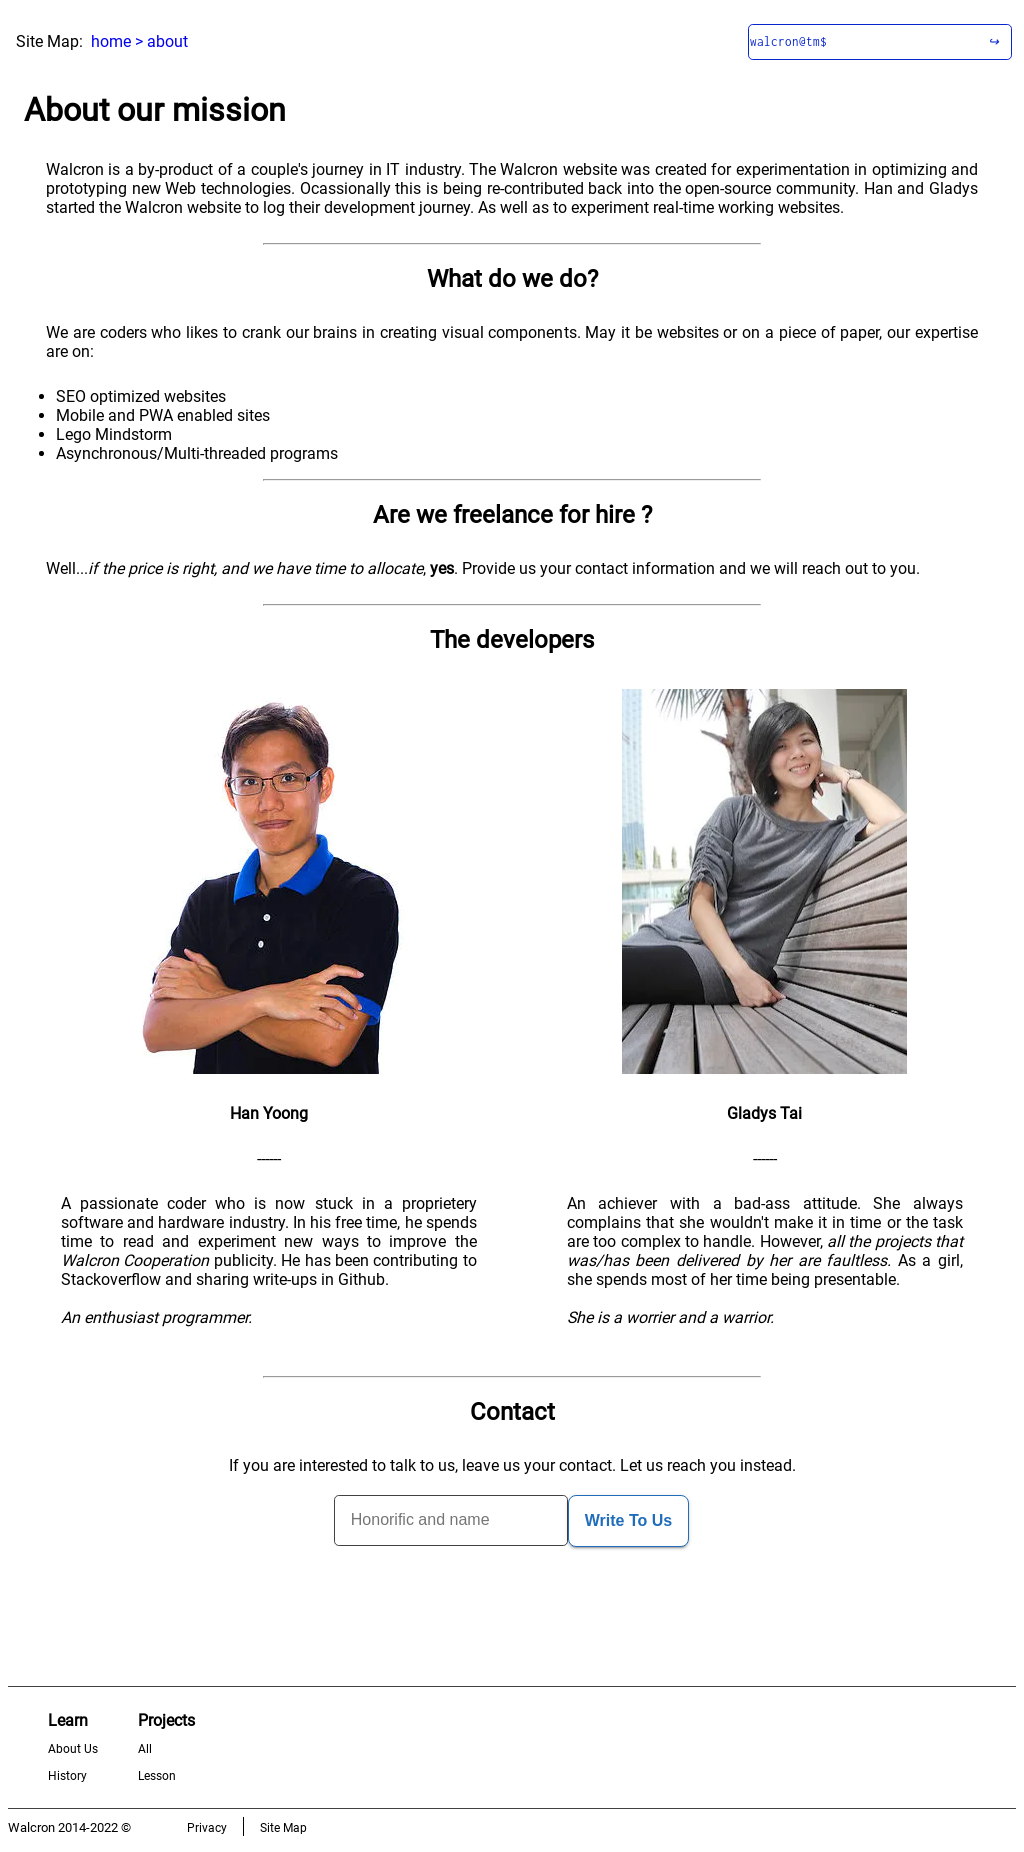 Site Map: home > about
walcron@tm$ ↪
About our mission
Walcron is a by-product of a couple's journey in IT industry. The Walcron website was created for experimentation in optimizing and
prototyping new Web technologies. Ocassionally this is being re-contributed back into the open-source community. Han and Gladys
started the Walcron website to log their development journey. As well as to experiment real-time working websites.
What do we do?
We are coders who likes to crank our brains in creating visual components. May it be websites or on a piece of paper, our expertise
are on:
• SEO optimized websites
• Mobile and PWA enabled sites
• Lego Mindstorm
• Asynchronous/Multi-threaded programs
Are we freelance for hire ?
Well...if the price is right, and we have time to allocate, yes. Provide us your contact information and we will reach out to you.
The developers
Han Yoong
------
A passionate coder who is now stuck in a proprietery
software and hardware industry. In his free time, he spends
time to read and experiment new ways to improve the
Walcron Cooperation publicity. He has been contributing to
Stackoverflow and sharing write-ups in Github.
An enthusiast programmer.
Gladys Tai
------
An achiever with a bad-ass attitude. She always
complains that she wouldn't make it in time or the task
are too complex to handle. However, all the projects that
was/has been delivered by her are faultless. As a girl,
she spends most of her time being presentable.
She is a worrier and a warrior.
Contact
If you are interested to talk to us, leave us your contact. Let us reach you instead.
Honorific and name
Write To Us
Learn
About Us
History
Projects
All
Lesson
Walcron 2014-2022 © Privacy Site Map